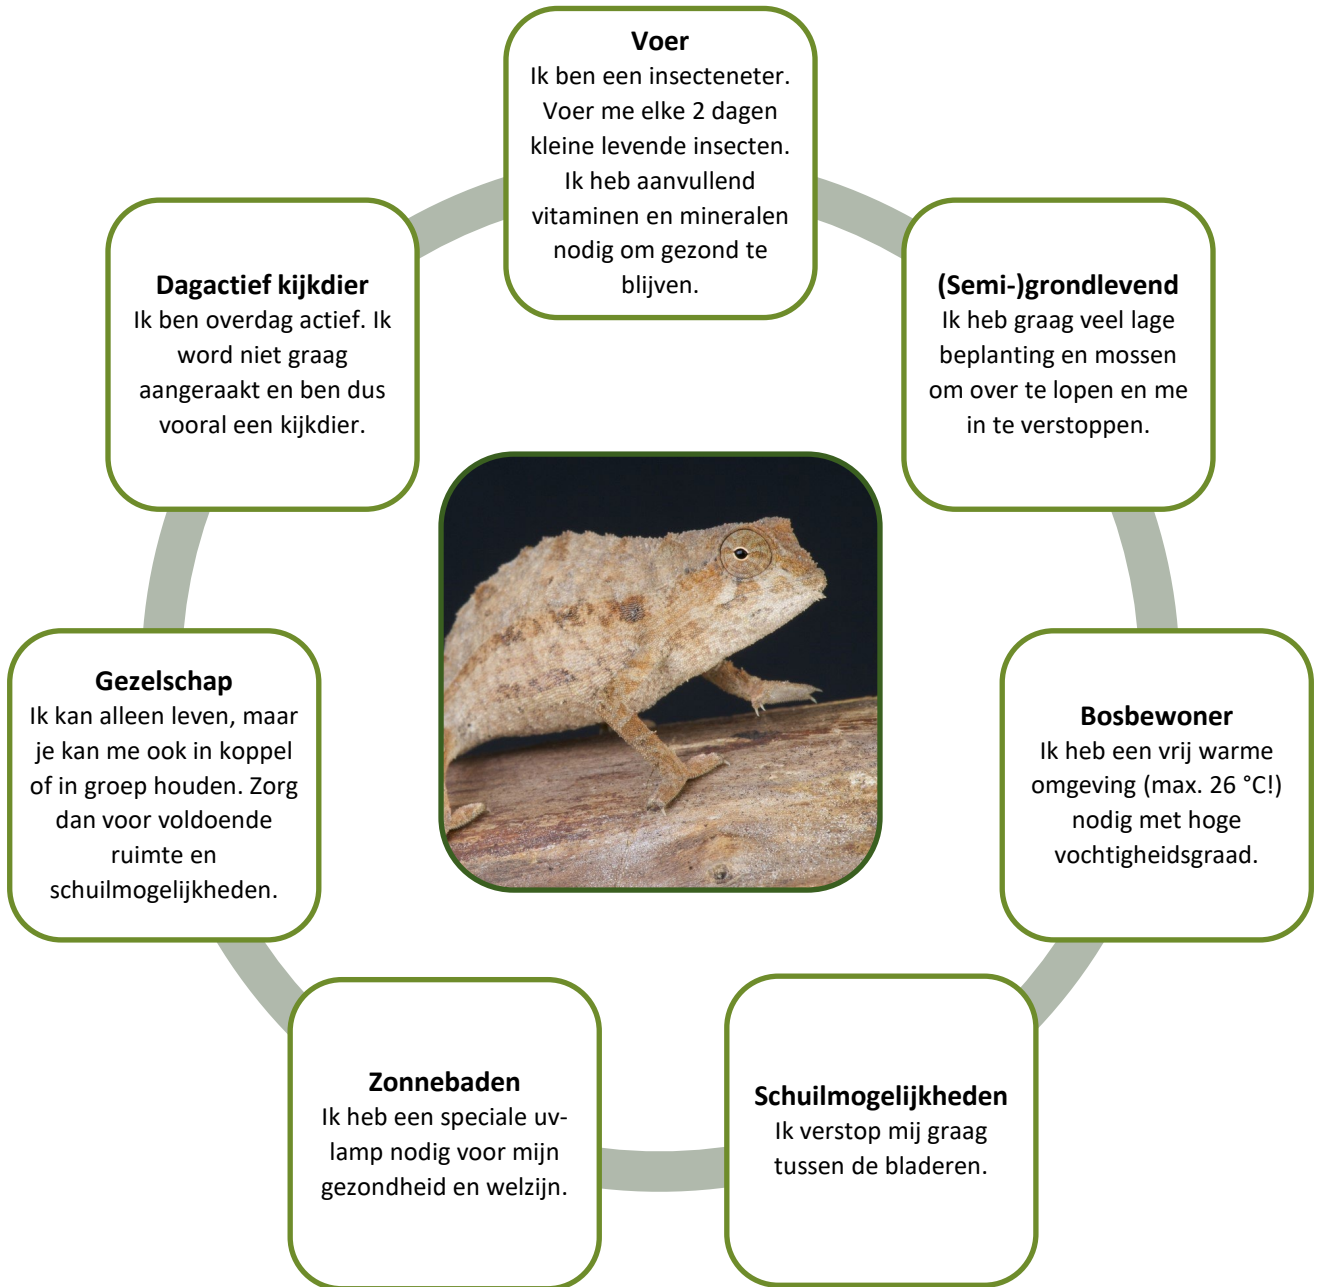 Voer
Ik ben een insecteneter.
Voer me elke 2 dagen
kleine levende insecten.
Ik heb aanvullend
vitaminen en mineralen
nodig om gezond te
blijven.
(Semi-)grondlevend
Ik heb graag veel lage
beplanting en mossen
om over te lopen en me
in te verstoppen.
Bosbewoner
Ik heb een vrij warme
omgeving (max. 26 °C!)
nodig met hoge
vochtigheidsgraad.
Schuilmogelijkheden
Ik verstop mij graag
tussen de bladeren.
Zonnebaden
Ik heb een speciale uv-
lamp nodig voor mijn
gezondheid en welzijn.
Gezelschap
Ik kan alleen leven, maar
je kan me ook in koppel
of in groep houden. Zorg
dan voor voldoende
ruimte en
schuilmogelijkheden.
Dagactief kijkdier
Ik ben overdag actief. Ik
word niet graag
aangeraakt en ben dus
vooral een kijkdier.